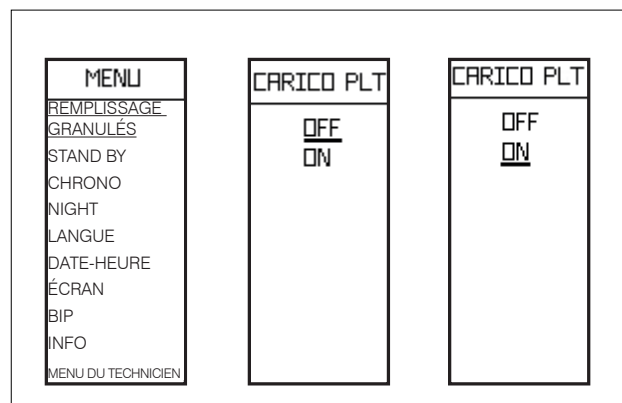 MENU
REMPLISSAGE
GRANULÉS
STAND BY
CHRONO
NIGHT
LANGUE
DATE-HEURE
ÉCRAN
BIP
INFO
MENU DU TECHNICIEN
CARICO PLT
OFF
ON
CARICO PLT
OFF
ON